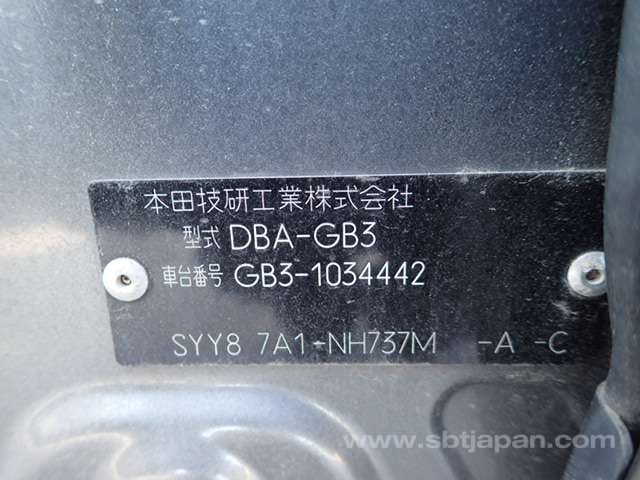 本田技研工業株式会社
型式 DBA-GB3
車台番号 GB3-1034442
SYY8 7A1-NH737M -A -C
www.sbtjapan.com